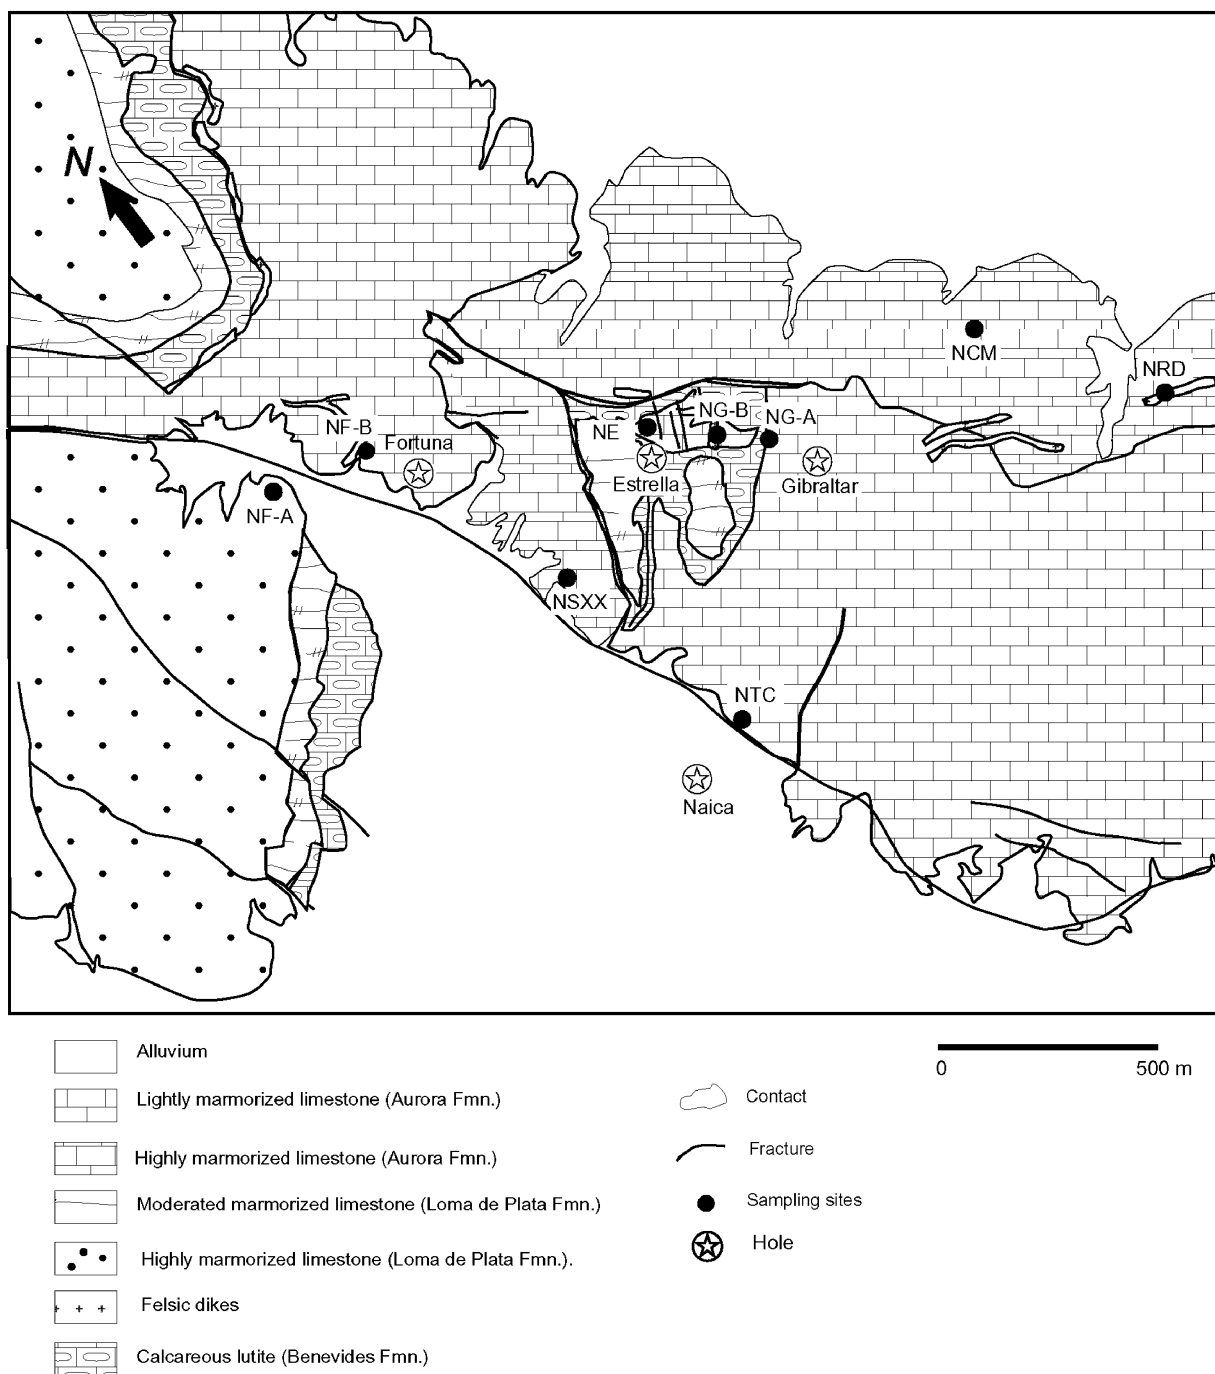 N
NCM
NRD
NG-B
NG-A
NE
NF-B
Fortuna
Estrella
Gibraltar
NF-A
NSXX
NTC
Naica
Alluvium
Lightly marmorized limestone (Aurora Fmn.)
Highly marmorized limestone (Aurora Fmn.)
Moderated marmorized limestone (Loma de Plata Fmn.)
Highly marmorized limestone (Loma de Plata Fmn.).
Felsic dikes
Calcareous lutite (Benevides Fmn.)
Contact
Fracture
Sampling sites
Hole
0 500 m